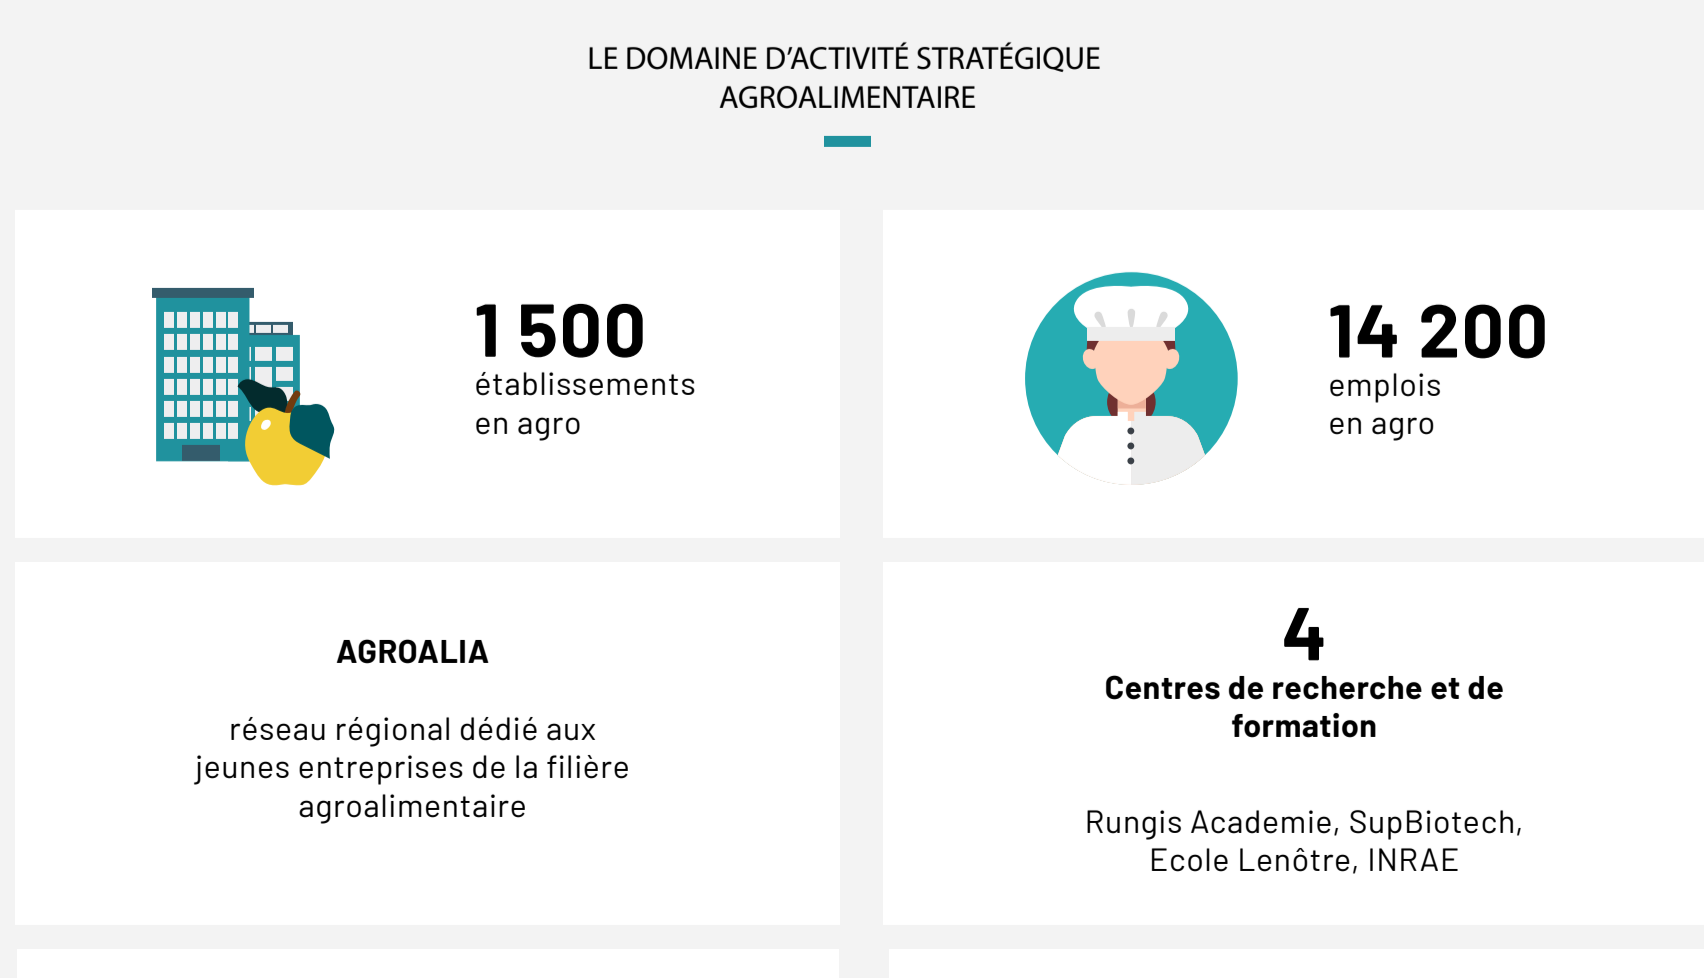 LE DOMAINE D’ACTIVITÉ STRATÉGIQUE
AGROALIMENTAIRE
1 500
établissements
en agro
14 200
emplois
en agro
AGROALIA
réseau régional dédié aux
jeunes entreprises de la filière
agroalimentaire
4
Centres de recherche et de
formation
Rungis Academie, SupBiotech,
Ecole Lenôtre, INRAE